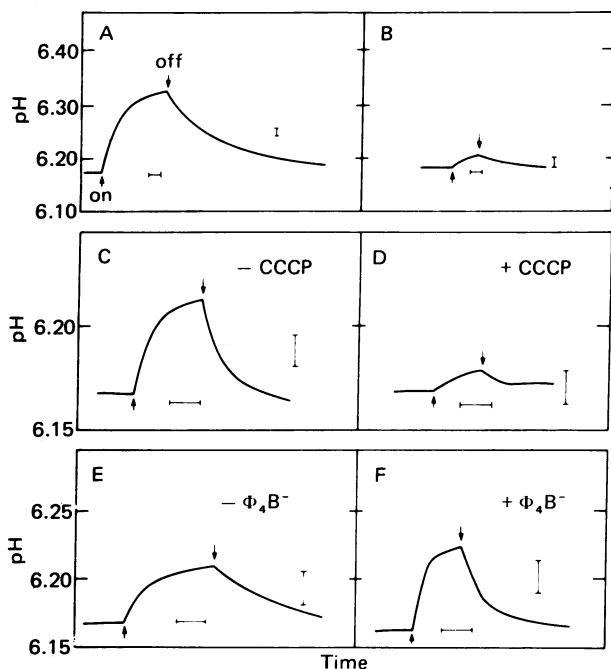 A
B
6.40
off
6.30
pH
6.20
on
6.10
C
– CCCP
D
+ CCCP
6.20
pH
6.15
E
– Φ₄B⁻
F
+ Φ₄B⁻
6.25
pH
6.20
6.15
Time